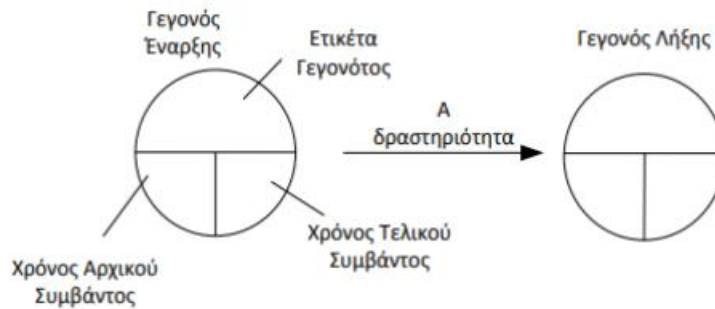 Γεγονός
Έναρξης
Ετικέτα
Γεγονότος
Γεγονός Λήξης
Α
δραστηριότητα
Χρόνος Αρχικού
Συμβάντος
Χρόνος Τελικού
Συμβάντος